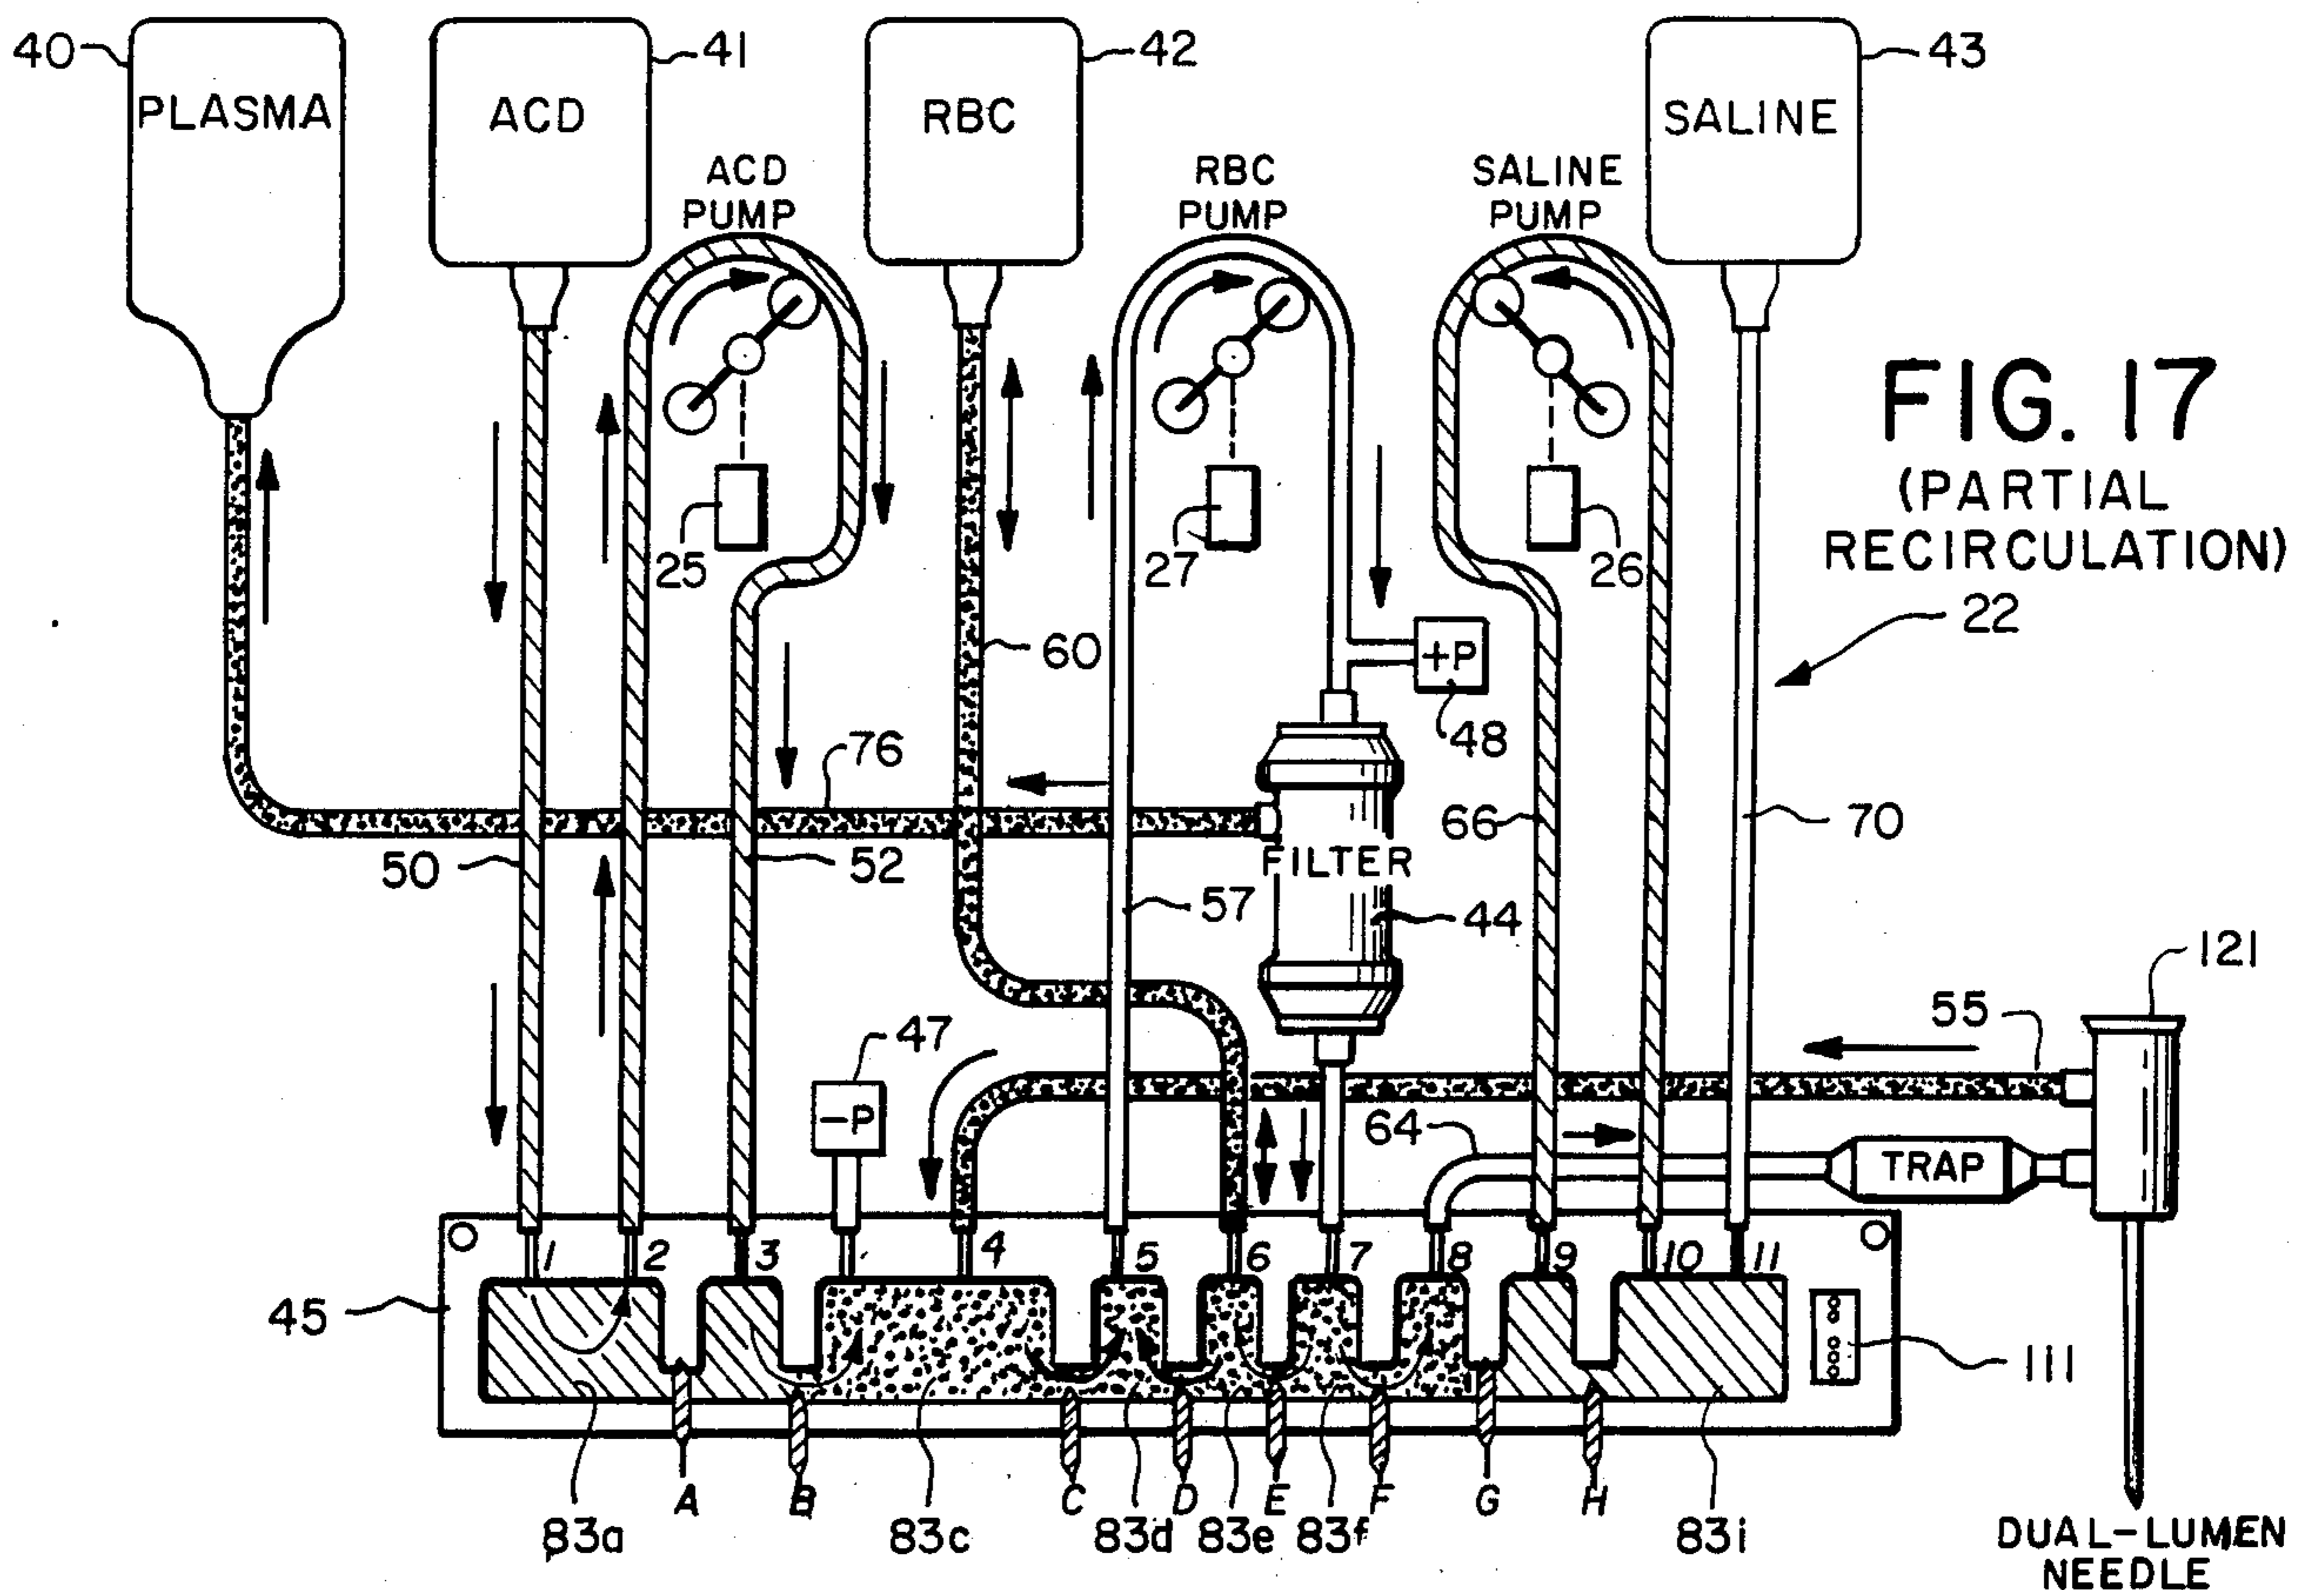 40
PLASMA
41
ACD
42
RBC
43
SALINE
ACD
PUMP
RBC
PUMP
SALINE
PUMP
FIG. 17
(PARTIAL
RECIRCULATION)
25
27
26
22
60
+P
48
76
50
52
66
70
FILTER
57
44
121
55
47
-P
64
TRAP
1
2
3
4
5
6
7
8
9
10
11
45
111
A
B
C
D
E
F
G
H
83a
83c
83d
83e
83f
83i
DUAL-LUMEN
NEEDLE